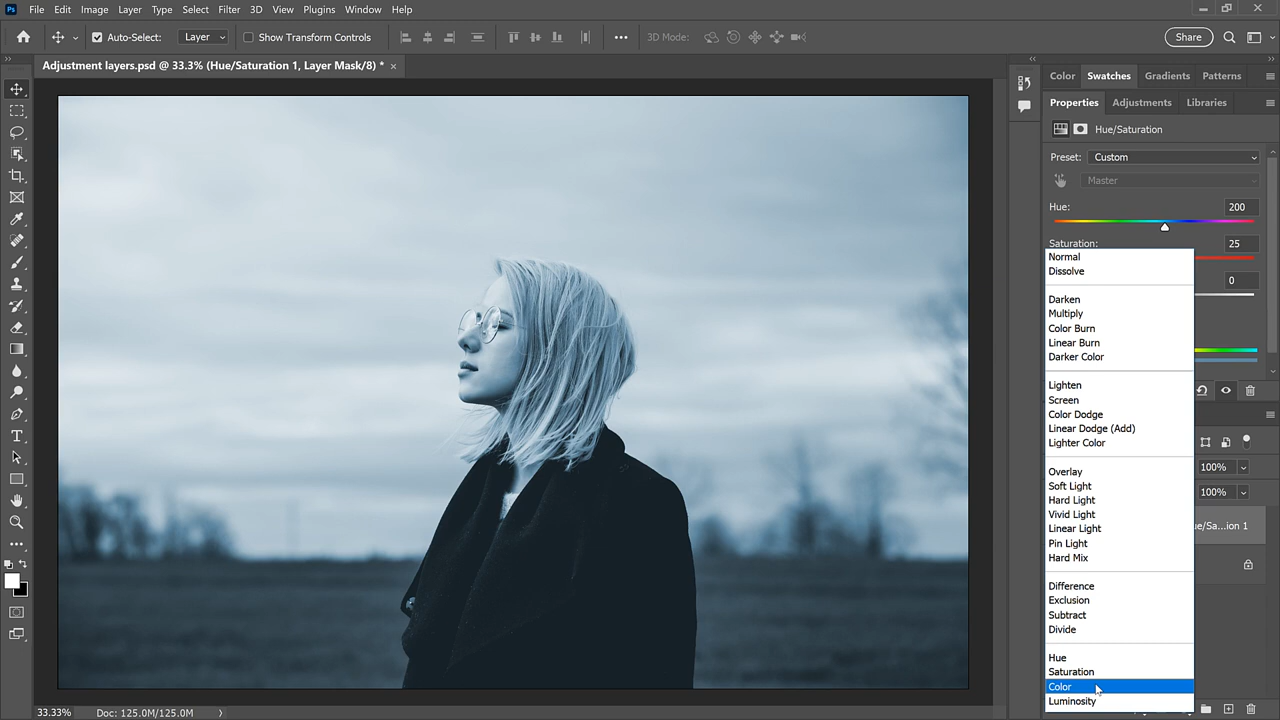 Ps File Edit Image Layer Type Select Filter 3D View Plugins Window Help
Auto-Select: Layer Show Transform Controls 3D Mode: Share
Adjustment layers.psd @ 33.3% (Hue/Saturation 1, Layer Mask/8) *
Color Swatches Gradients Patterns
Properties Adjustments Libraries
Hue/Saturation
Preset: Custom
Master
Hue: 200
Saturation: 25
0
Normal
Dissolve
Darken
Multiply
Color Burn
Linear Burn
Darker Color
Lighten
Screen
Color Dodge
Linear Dodge (Add)
Lighter Color
Overlay
Soft Light
Hard Light
Vivid Light
Linear Light
Pin Light
Hard Mix
Difference
Exclusion
Subtract
Divide
Hue
Saturation
Color
Luminosity
100%
100%
ue/Sa...ion 1
33.33% Doc: 125.0M/125.0M